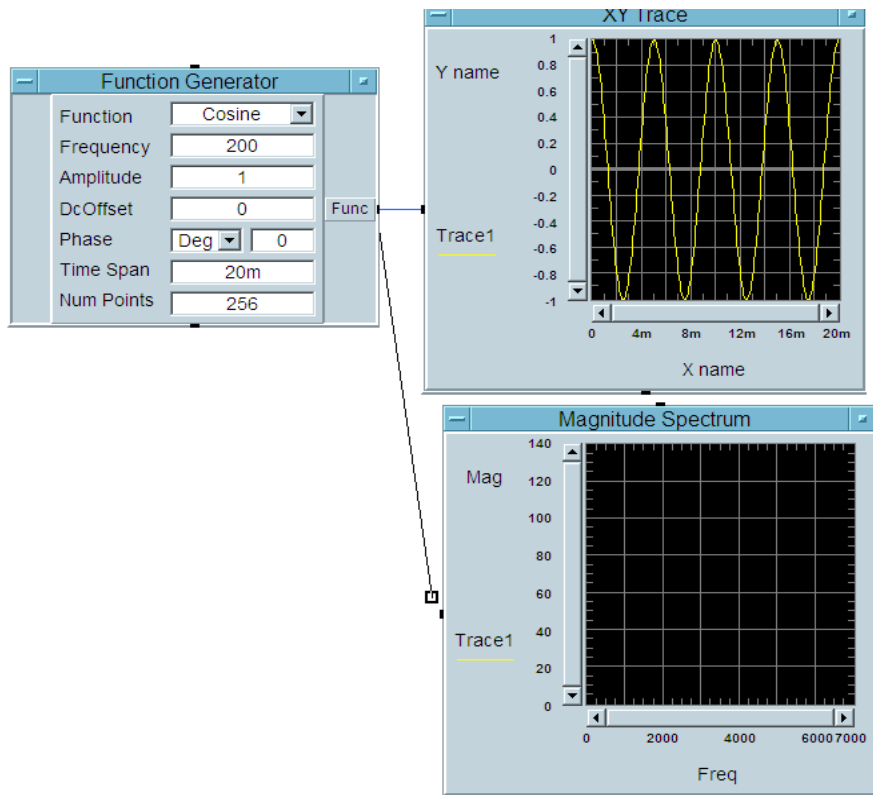 Function Generator
Function Cosine
Frequency 200
Amplitude 1
DcOffset 0
Phase Deg 0
Time Span 20m
Num Points 256
Func
XY Trace
Y name
Trace1
1
0.8
0.6
0.4
0.2
0
-0.2
-0.4
-0.6
-0.8
-1
0 4m 8m 12m 16m 20m
X name
Magnitude Spectrum
Mag
Trace1
140
120
100
80
60
40
20
0
0 2000 4000 6000 7000
Freq